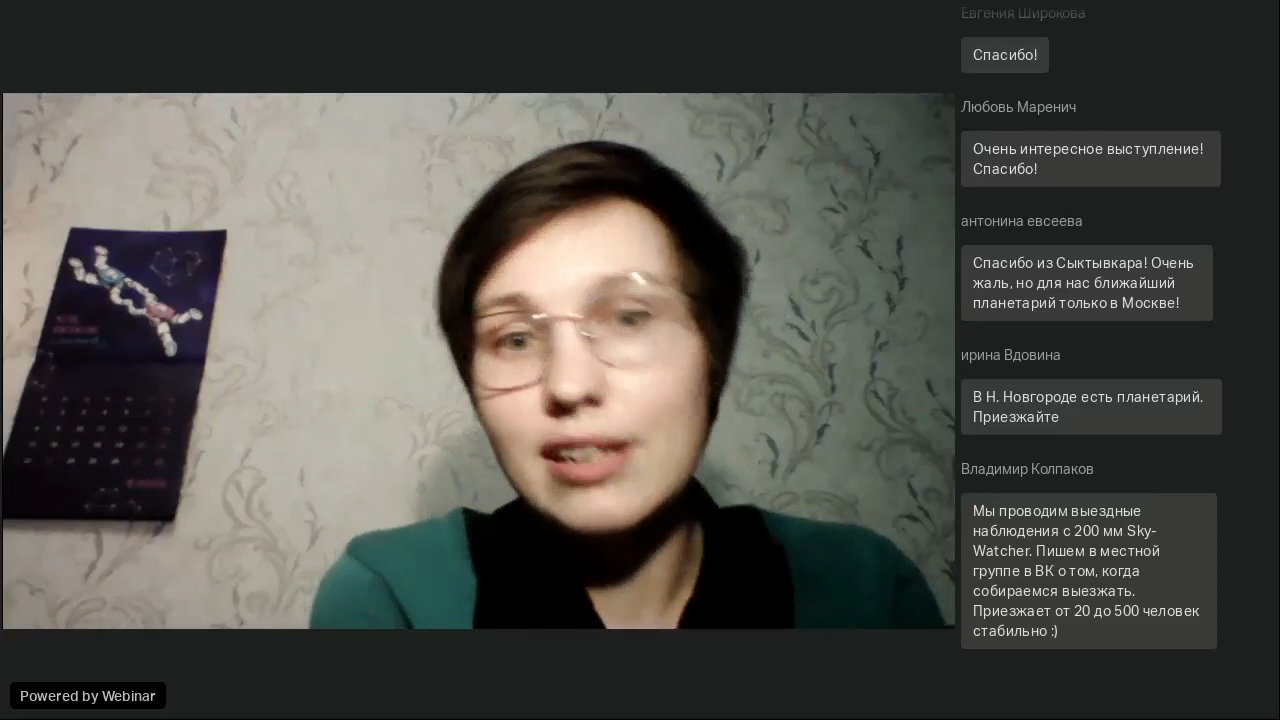 Евгения Широкова
Спасибо!
Любовь Маренич
Очень интересное выступление!
Спасибо!
антонина евсеева
Спасибо из Сыктывкара! Очень
жаль, но для нас ближайший
планетарий только в Москве!
ирина Вдовина
В Н. Новгороде есть планетарий.
Приезжайте
Владимир Колпаков
Мы проводим выездные
наблюдения с 200 мм Sky-
Watcher. Пишем в местной
группе в ВК о том, когда
собираемся выезжать.
Приезжает от 20 до 500 человек
стабильно :)
Powered by Webinar